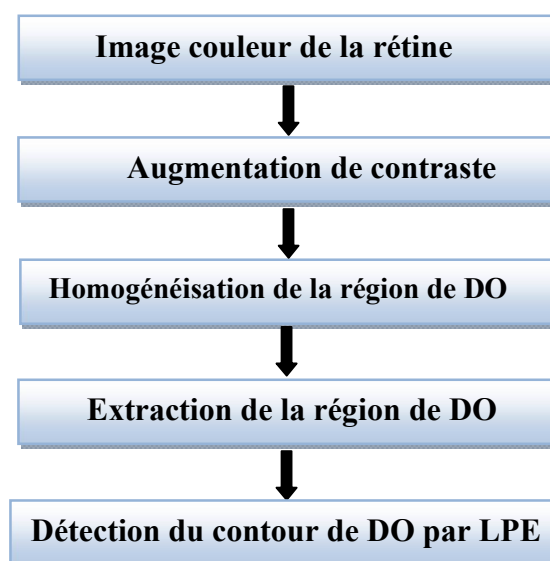 Image couleur de la rétine
Augmentation de contraste
Homogénéisation de la région de DO
Extraction de la région de DO
Détection du contour de DO par LPE